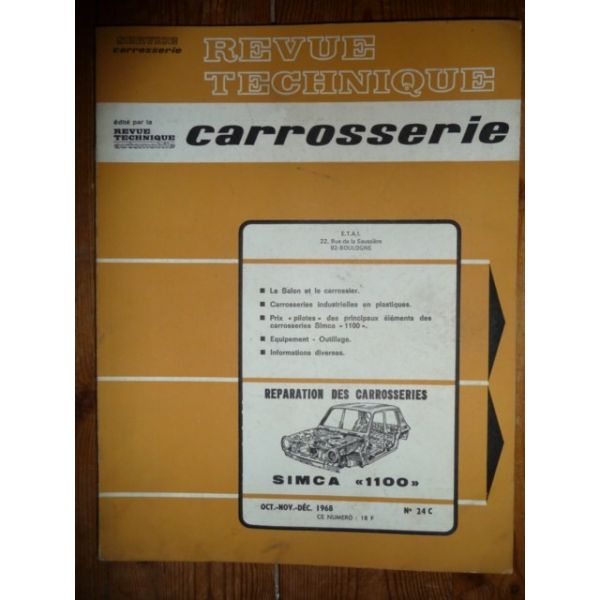 SERVICE
carrosserie
REVUE
TECHNIQUE
édité par la
REVUE
TECHNIQUE
automobile
carrosserie
E.T.A.I.
22, Rue de la Saussière
92-BOULOGNE
■ Le Salon et le carrossier.
■ Carrosseries industrielles en plastiques.
■ Prix « pilotes » des principaux éléments des
carrosseries Simca « 1100 ».
■ Equipement - Outillage.
■ Informations diverses.
REPARATION DES CARROSSERIES
SIMCA «1100»
OCT.-NOV.-DÉC. 1968
N° 24 C
CE NUMERO : 18 F